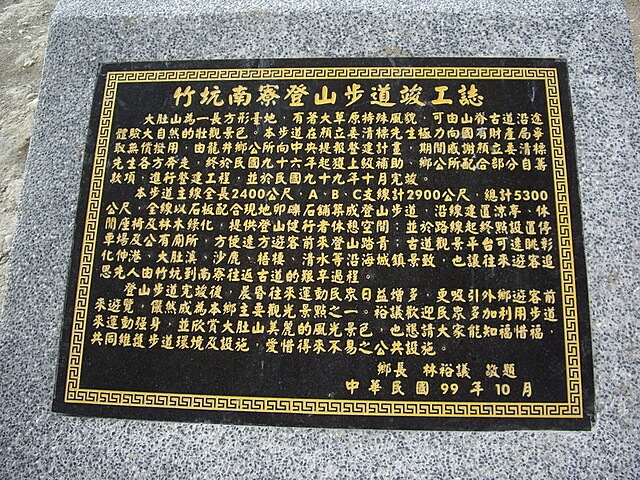 竹坑南寮登山步道竣工誌
大肚山為一長方形臺地，有著大草原特殊風貌，可由山脊古道沿途
體驗大自然的壯觀景色。本步道在顏立委清標先生極力向國有財產局爭
取無償撥用，由龍井鄉公所向中央提報整建計畫，期間感謝顏立委清標
先生各方奔走，終於民國九十六年起獲上級補助、鄉公所配合部分自籌
款項，進行整建工程，並於民國九十九年十月完竣。
本步道主線全長2400公尺，A、B、C支線計2900公尺，總計5300
公尺，全線以石板配合現地卵礫石舖築成登山步道，沿線建置涼亭、休
閒座椅及林木綠化，提供登山健行者休憩空間；並於路線起終點設置停
車場及公有廁所，方便遠方遊客前來登山踏青；古道觀景平台可遠眺彰
化伸港、大肚溪、沙鹿、梧棲、清水等沿海城鎮景致，也讓往來遊客追
思先人由竹坑到南寮往返古道的艱辛過程。
登山步道完竣後，晨昏往來運動民眾日益增多，更吸引外鄉遊客前
來遊覽，儼然成為本鄉主要觀光景點之一。裕議歡迎民眾多加利用步道
來運動強身，並欣賞大肚山美麗的風光景色，也懇請大家能知福惜福，
共同維護步道環境及設施，愛惜得來不易之公共設施。
鄉長 林裕議 敬題
中華民國99年10月